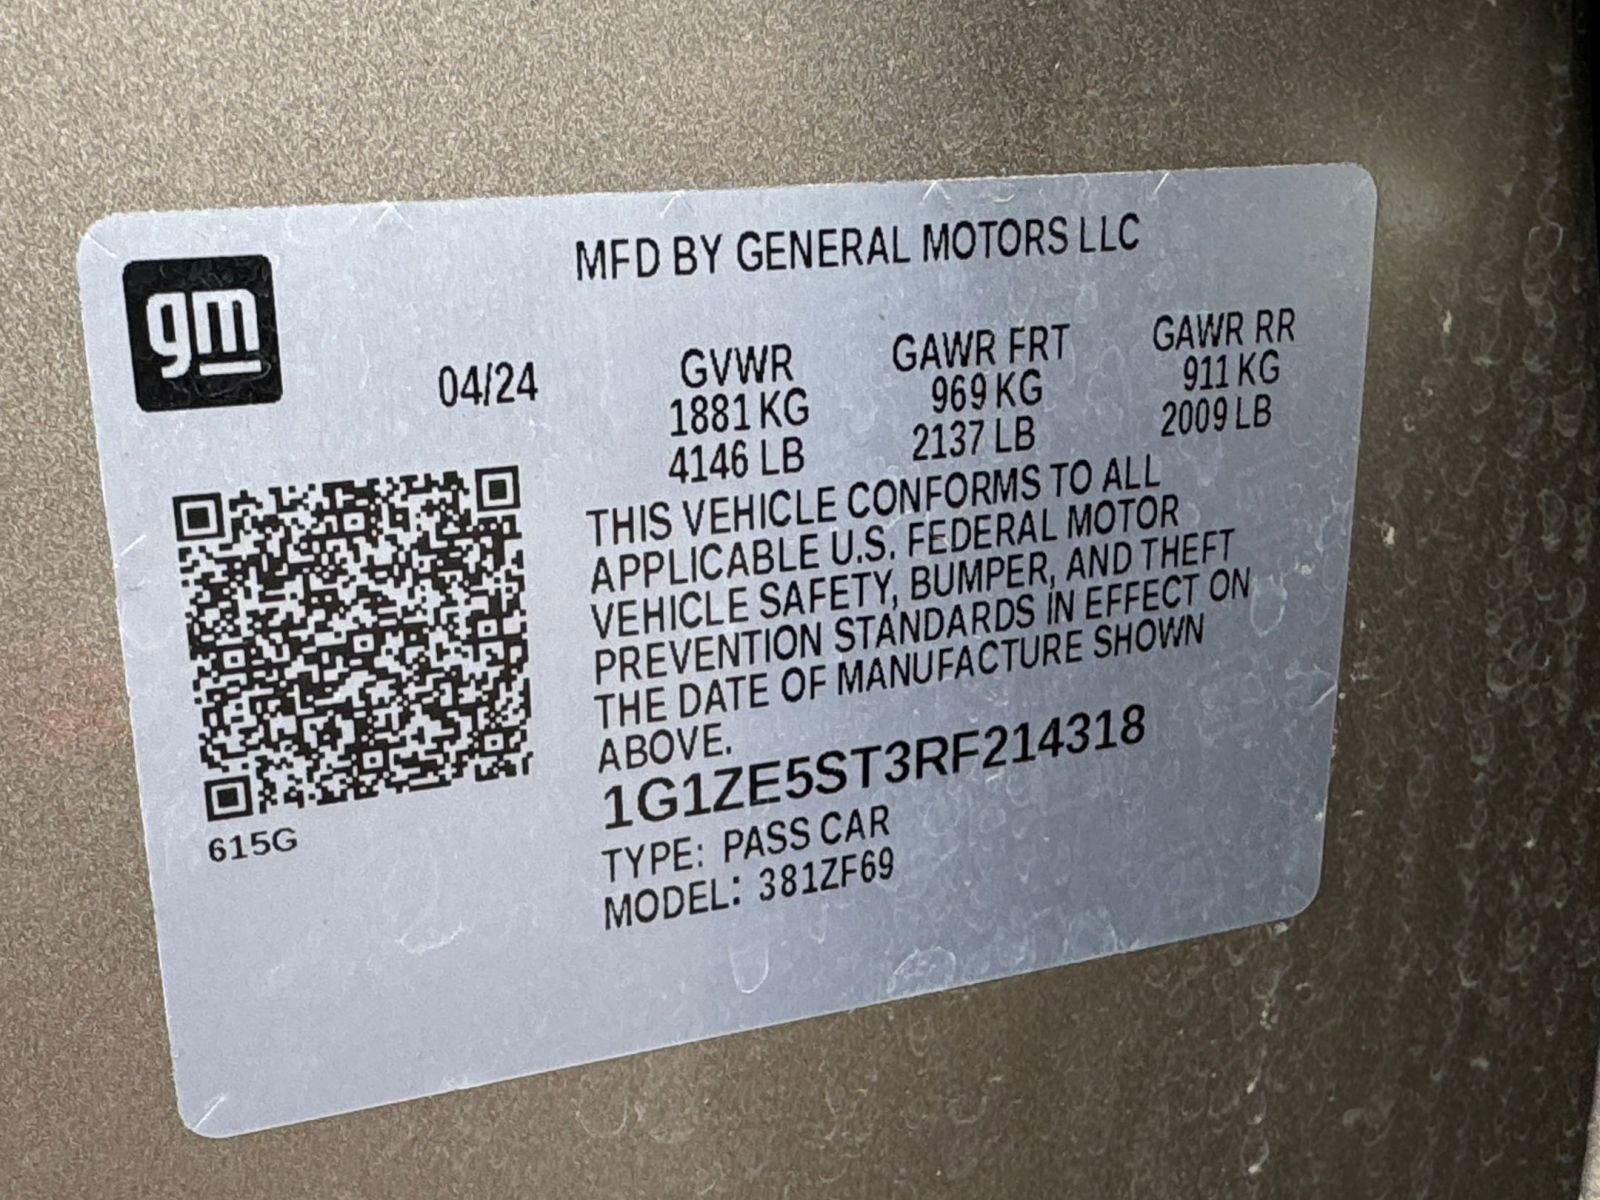 gm
MFD BY GENERAL MOTORS LLC
04/24
GVWR
1881 KG
4146 LB
GAWR FRT
969 KG
2137 LB
GAWR RR
911 KG
2009 LB
THIS VEHICLE CONFORMS TO ALL
APPLICABLE U.S. FEDERAL MOTOR
VEHICLE SAFETY, BUMPER, AND THEFT
PREVENTION STANDARDS IN EFFECT ON
THE DATE OF MANUFACTURE SHOWN
ABOVE.
1G1ZE5ST3RF214318
TYPE: PASS CAR
MODEL: 381ZF69
615G